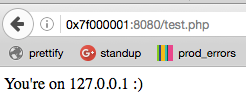 0x7f000001:8080/test.php
prettify standup prod_errors
You're on 127.0.0.1 :)